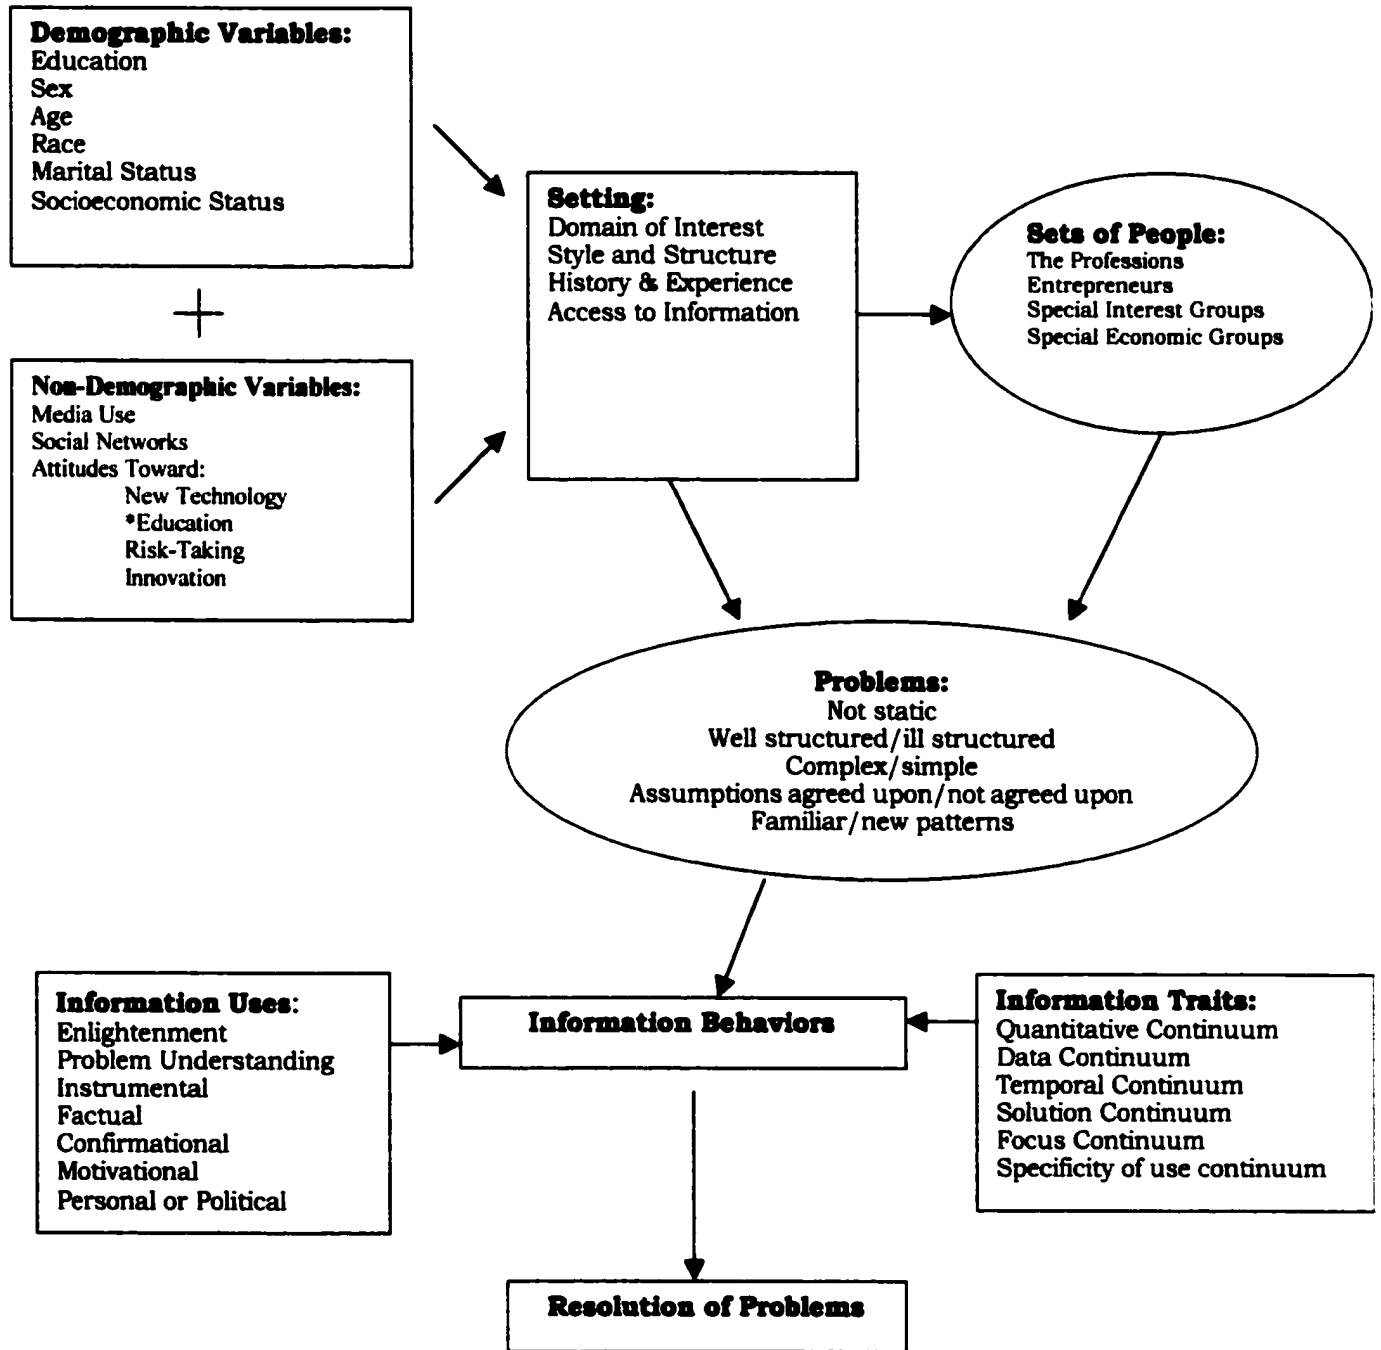 Demographic Variables:
Education
Sex
Age
Race
Marital Status
Socioeconomic Status
+
Non-Demographic Variables:
Media Use
Social Networks
Attitudes Toward:
New Technology
*Education
Risk-Taking
Innovation
Setting:
Domain of Interest
Style and Structure
History & Experience
Access to Information
Sets of People:
The Professions
Entrepreneurs
Special Interest Groups
Special Economic Groups
Problems:
Not static
Well structured/ill structured
Complex/simple
Assumptions agreed upon/not agreed upon
Familiar/new patterns
Information Uses:
Enlightenment
Problem Understanding
Instrumental
Factual
Confirmational
Motivational
Personal or Political
Information Behaviors
Information Traits:
Quantitative Continuum
Data Continuum
Temporal Continuum
Solution Continuum
Focus Continuum
Specificity of use continuum
Resolution of Problems